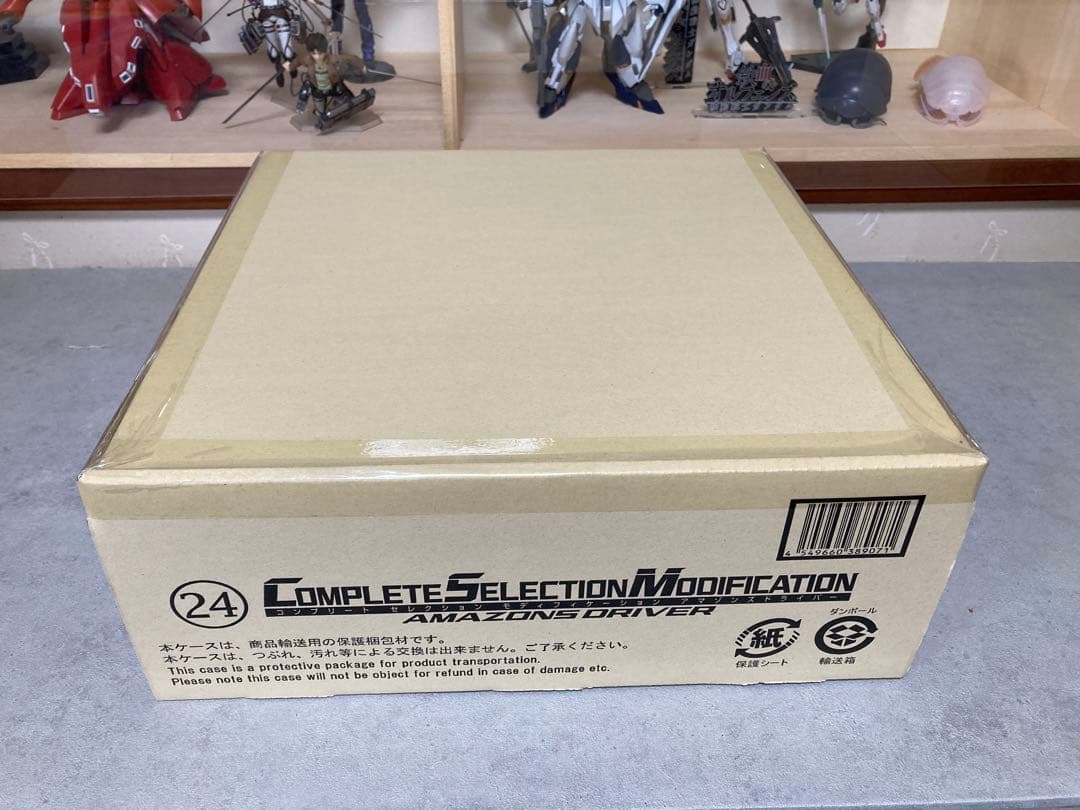 24
COMPLETE SELECTION MODIFICATION
コンプリート セレクション モディフィケーション アマゾンズドライバー
AMAZONS DRIVER
本ケースは、商品輸送用の保護梱包材です。
本ケースは、つぶれ、汚れ等による交換は出来ません。ご了承ください。
This case is a protective package for product transportation.
Please note this case will not be object for refund in case of damage etc.
4 549660 389071
紙
保護シート
ダンボール
輸送箱